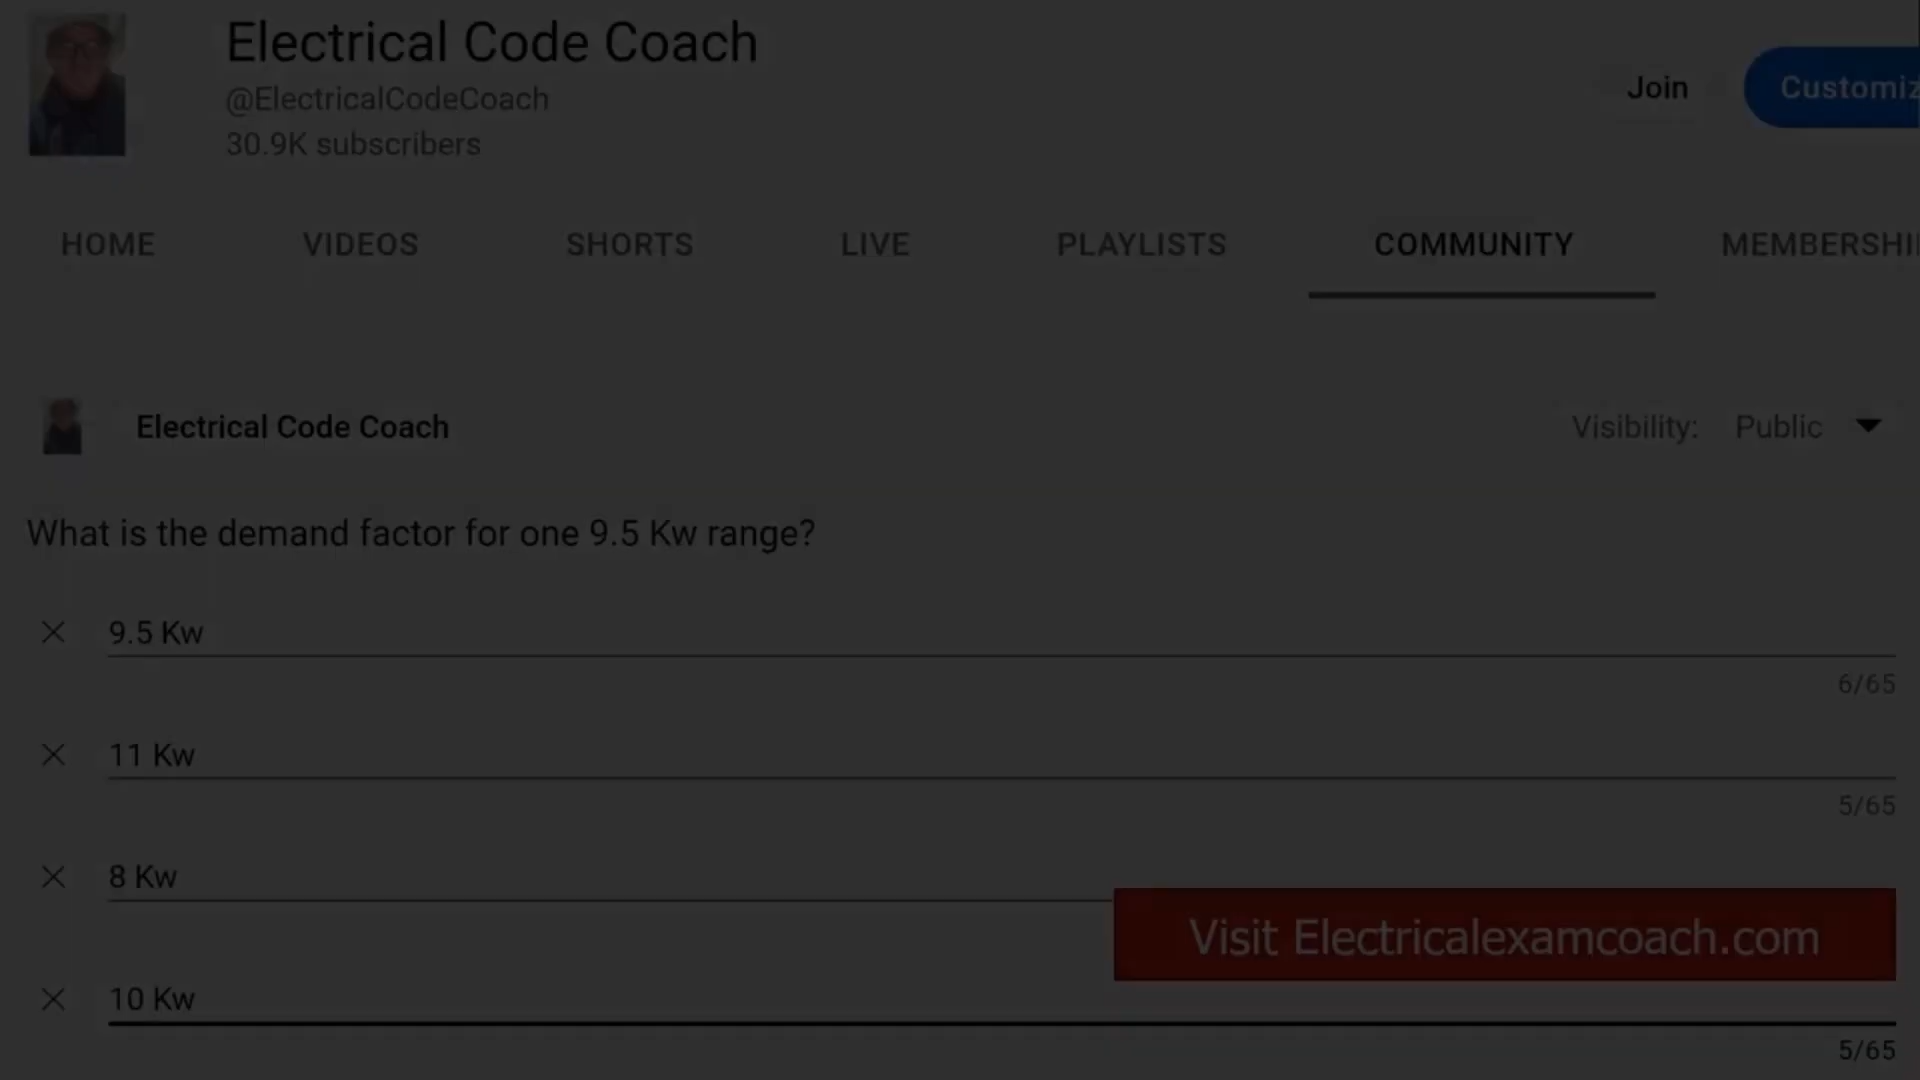 Electrical Code Coach
@ElectricalCodeCoach
30.9K subscribers
Join
Customiz
HOME VIDEOS SHORTS LIVE PLAYLISTS COMMUNITY MEMBERSHI
Electrical Code Coach
Visibility: Public
What is the demand factor for one 9.5 Kw range?
9.5 Kw
6/65
11 Kw
5/65
8 Kw
Visit Electricalexamcoach.com
10 Kw
5/65